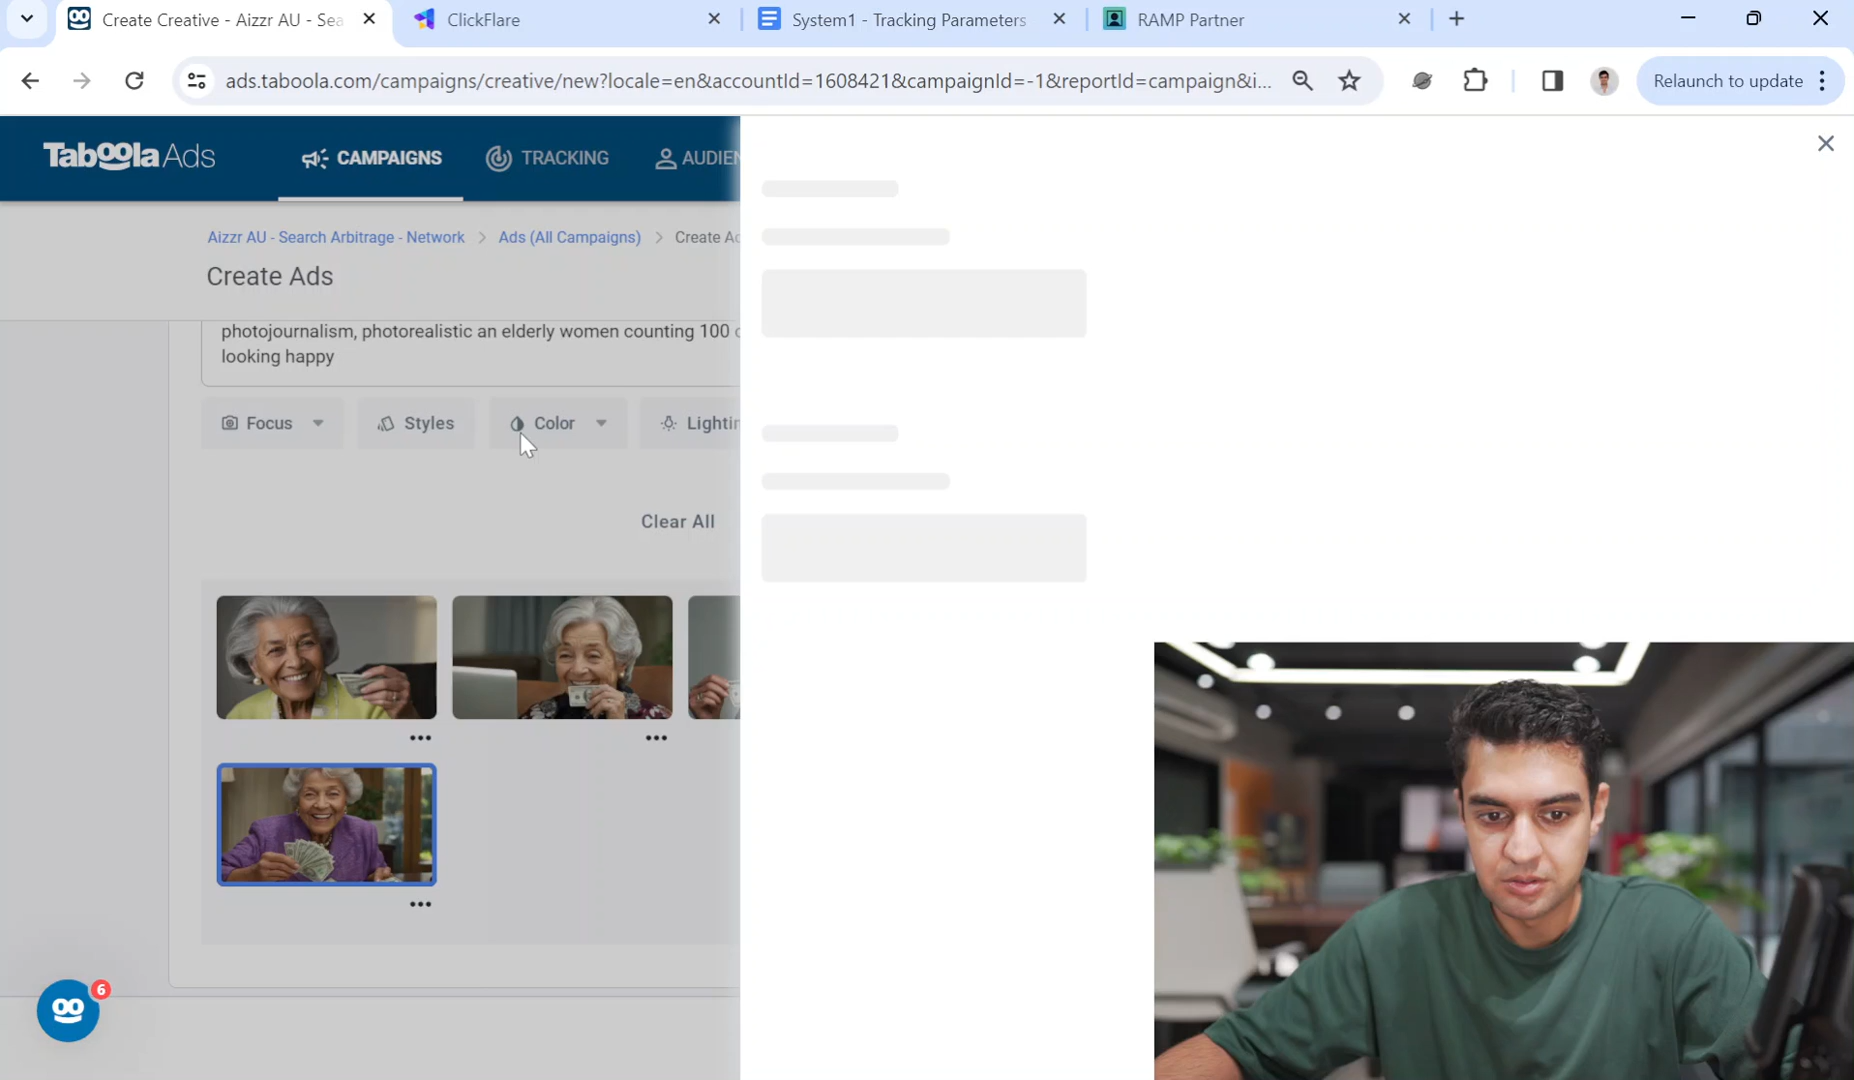 Create Creative - Aizzr AU - Sea
ClickFlare
System1 - Tracking Parameters
RAMP Partner
ads.taboola.com/campaigns/creative/new?locale=en&accountId=1608421&campaignId=-1&reportId=campaign&i...
Relaunch to update
Taboola Ads
CAMPAIGNS
TRACKING
AUDIEN
Aizzr AU - Search Arbitrage - Network > Ads (All Campaigns) > Create Ad
Create Ads
photojournalism, photorealistic an elderly women counting 100
looking happy
Focus
Styles
Color
Lightin
Clear All
6